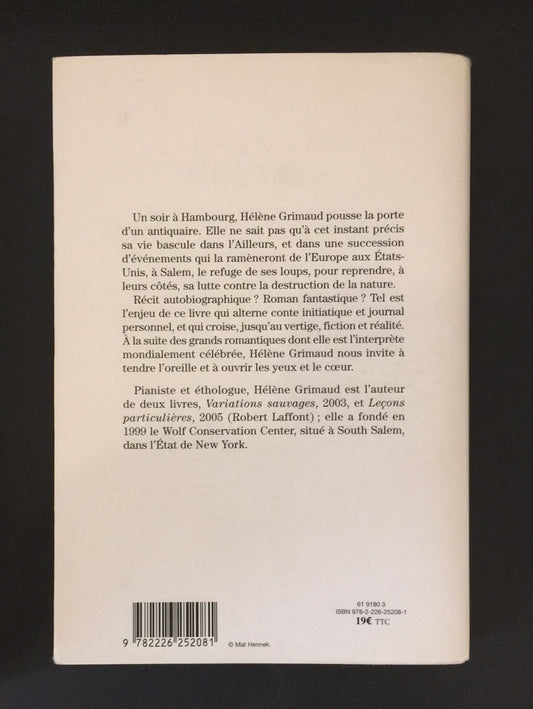 Un soir à Hambourg, Hélène Grimaud pousse la porte
d'un antiquaire. Elle ne sait pas qu'à cet instant précis
sa vie bascule dans l'Ailleurs, et dans une succession
d'événements qui la ramèneront de l'Europe aux États-
Unis, à Salem, le refuge de ses loups, pour reprendre, à
leurs côtés, sa lutte contre la destruction de la nature.
Récit autobiographique ? Roman fantastique ? Tel est
l'enjeu de ce livre qui alterne conte initiatique et journal
personnel, et qui croise, jusqu'au vertige, fiction et réalité.
À la suite des grands romantiques dont elle est l'interprète
mondialement célébrée, Hélène Grimaud nous invite à
tendre l'oreille et à ouvrir les yeux et le cœur.
Pianiste et éthologue, Hélène Grimaud est l'auteur
de deux livres, Variations sauvages, 2003, et Leçons
particulières, 2005 (Robert Laffont) ; elle a fondé en
1999 le Wolf Conservation Center, situé à South Salem,
dans l'État de New York.
61 9180 3
ISBN 978-2-226-25208-1
19€ TTC
9 782226 252081
© Mat Hennek.